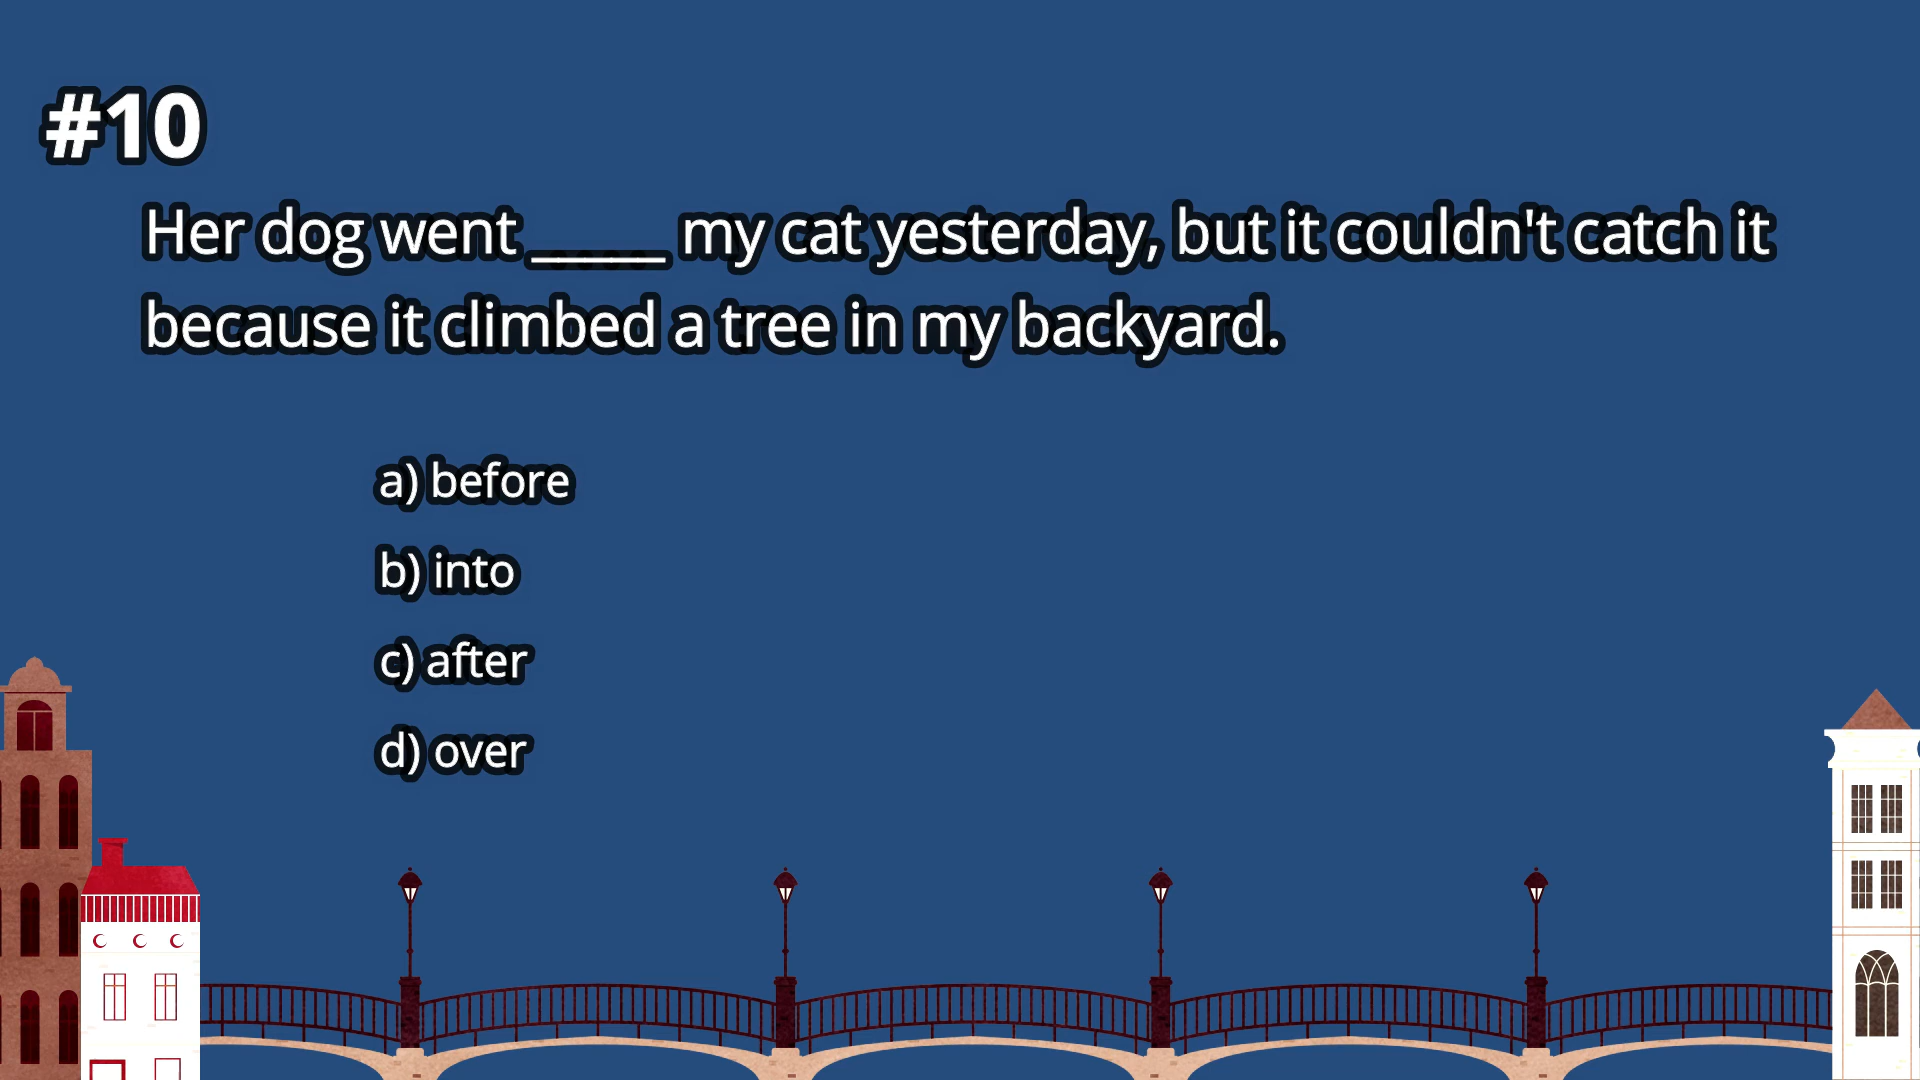 #10
Her dog went _____ my cat yesterday, but it couldn't catch it
because it climbed a tree in my backyard.
a) before
b) into
c) after
d) over